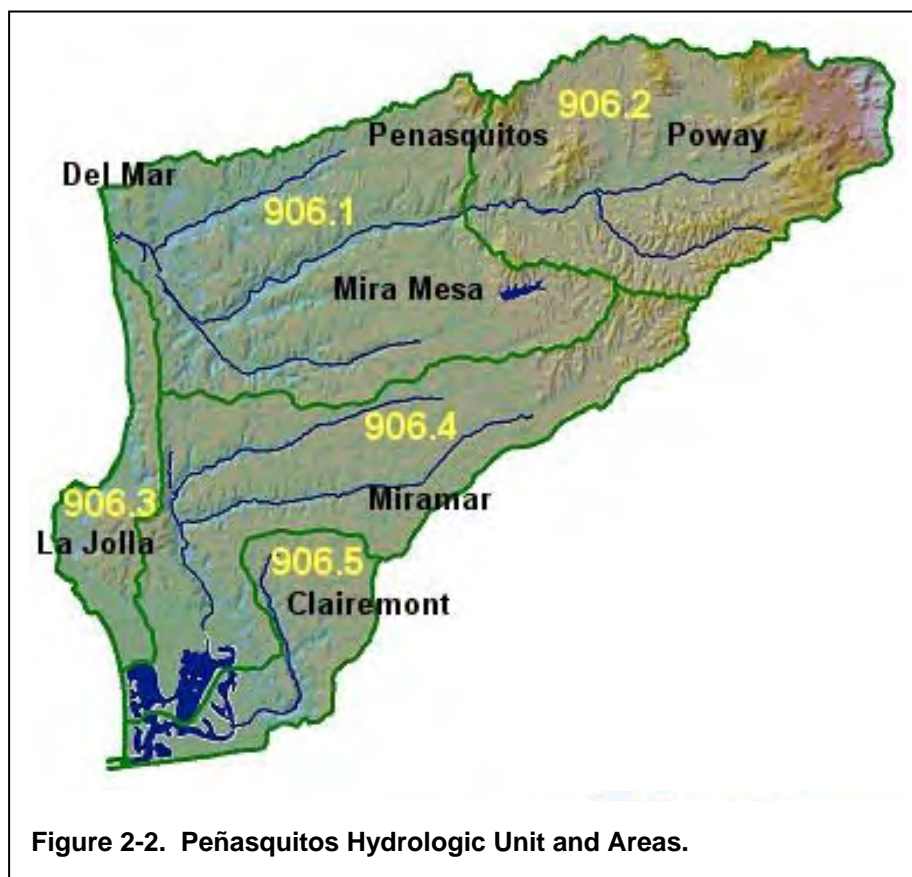 906.2
Penasquitos
Poway
Del Mar
906.1
Mira Mesa
906.4
906.3
Miramar
La Jolla
906.5
Clairemont
Figure 2-2. Peñasquitos Hydrologic Unit and Areas.